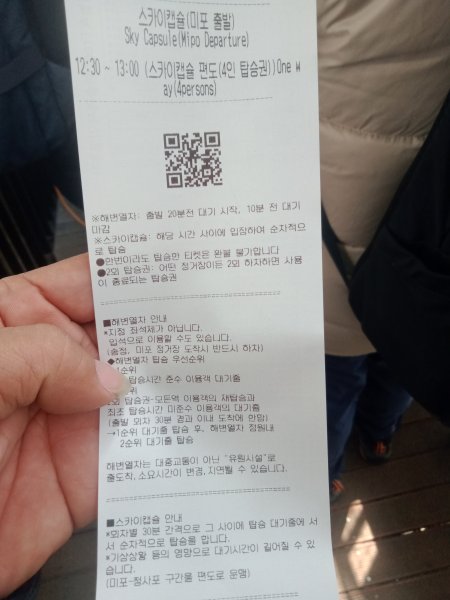 스카이캡슐(미포 출발)
Sky Capsule(Mipo Departure)
12:30 ~ 13:00 (스카이캡슐 편도(4인 탑승권))One W
ay(4persons)
※해변열차: 출발 20분전 대기 시작, 10분 전 대기
마감
※스카이캡슐: 해당 시간 사이에 입장하여 순차적으
로 탑승
●한번이라도 탑승한 티켓은 환불 불가합니다
●2회 탑승권: 어떤 정거장이든 2회 하차하면 사용
이 종료되는 탑승권
■해변열차 안내
*지정 좌석제가 아닙니다.
입석으로 이용할 수도 있습니다.
(송정, 미포 정거장 도착시 반드시 하차)
◆해변열차 탑승 우선순위
1순위
탑승시간 준수 이용객 대기줄
위
탑승권·모든역 이용객의 재탑승과
최초 탑승시간 미준수 이용객의 대기줄
(출발 회차 30분 경과 이내 도착에 한함)
→1순위 대기줄 탑승 후, 해변열차 정원내
2순위 대기줄 탑승
해변열차는 대중교통이 아닌 "유원시설"로
출도착, 소요시간이 변경,지연될 수 있습니다.
■스카이캡슐 안내
*회차별 30분 간격으로 그 사이에 탑승 대기줄에 서
서 순차적으로 탑승을 합니다.
*기상상황 등의 영향으로 대기시간이 길어질 수 있
습니다.
(미포-청사포 구간을 편도로 운행)